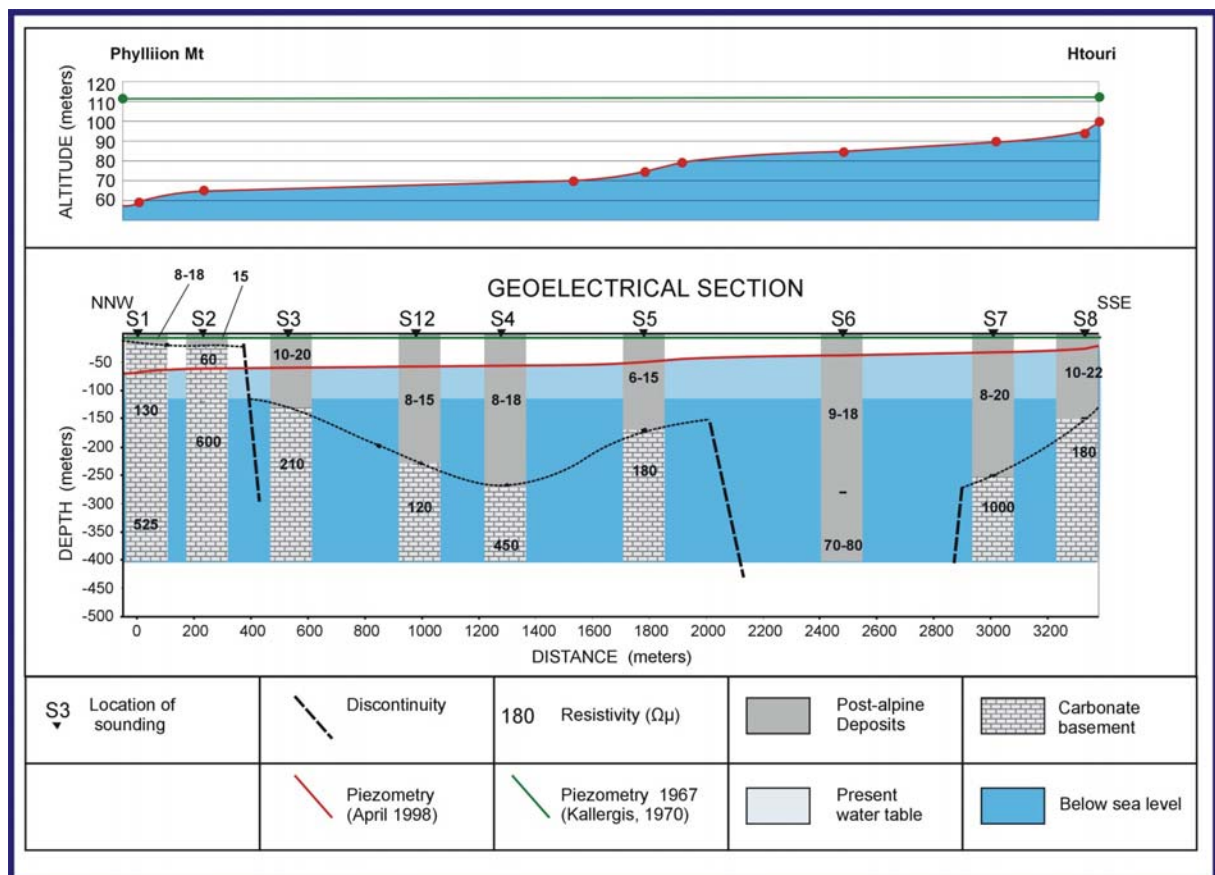 Phylliion Mt
Htouri
ALTITUDE (meters)
120
110
100
90
80
70
60
8-18
15
NNW
GEOELECTRICAL SECTION
SSE
S1
S2
S3
S12
S4
S5
S6
S7
S8
DEPTH (meters)
-50
-100
-150
-200
-250
-300
-350
-400
-450
-500
60
10-20
6-15
10-22
130
8-15
8-18
9-18
8-20
600
210
180
180
120
1000
525
450
70-80
0
200
400
600
800
1000
1200
1400
1600
1800
2000
2200
2400
2600
2800
3000
3200
DISTANCE (meters)
S3
Location of
sounding
Discontinuity
180
Resistivity (Ωμ)
Post-alpine
Deposits
Carbonate
basement
Piezometry
(April 1998)
Piezometry 1967
(Kallergis, 1970)
Present
water table
Below sea level